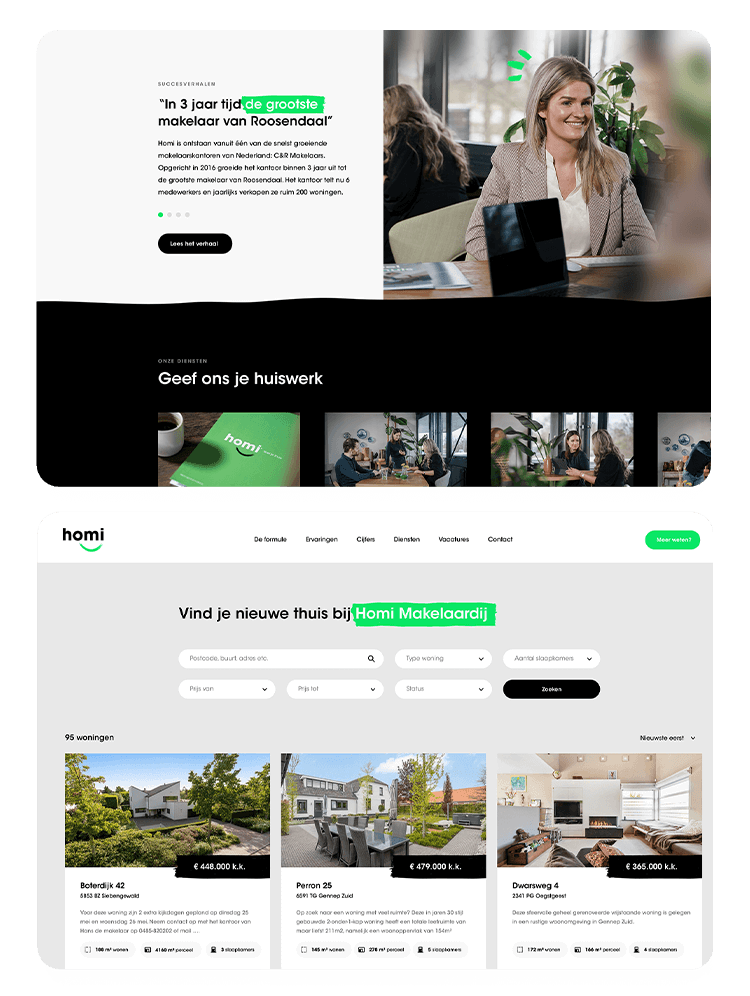 SUCCESVERHALEN
“In 3 jaar tijd de grootste
makelaar van Roosendaal”
Homi is ontstaan vanuit één van de snelst groeiende
makelaarskantoren van Nederland: C&R Makelaars.
Opgericht in 2016 groeide het kantoor binnen 3 jaar uit tot
de grootste makelaar van Roosendaal. Het kantoor telt nu 6
medewerkers en jaarlijks verkopen ze ruim 200 woningen.
Lees het verhaal
ONZE DIENSTEN
Geef ons je huiswerk
homi
homi
De formule
Ervaringen
Cijfers
Diensten
Vacatures
Contact
Meer weten?
Vind je nieuwe thuis bij Homi Makelaardij
Postcode, buurt, adres etc.
Type woning
Aantal slaapkamers
Prijs van
Prijs tot
Status
Zoeken
95 woningen
Nieuwste eerst
€ 448.000 k.k.
€ 479.000 k.k.
€ 365.000 k.k.
Boterdijk 42
5853 BZ Siebengewald
Voor deze woning zijn 2 extra kijkdagen gepland op dinsdag 25
mei en woensdag 26 mei. Neem contact op met het kantoor van
Hans de makelaar op 0485-820202 of mail ....
188 m² wonen
4160 m² perceel
3 slaapkamers
Perron 25
6591 TG Gennep Zuid
Op zoek naar een woning met veel ruimte? Deze in jaren 30 stijl
gebouwde 2-onder-1-kap woning heeft een totale leefruimte van
maar liefst 211m2, namelijk een woonoppervlak van 154m²
145 m² wonen
278 m² perceel
5 slaapkamers
Dwarsweg 4
2341 PG Oegstgeest
Deze sfeervolle geheel gerenoveerde vrijstaande woning is gelegen
in een rustige woonomgeving in Gennep Zuid.
172 m² wonen
166 m² perceel
4 slaapkamers